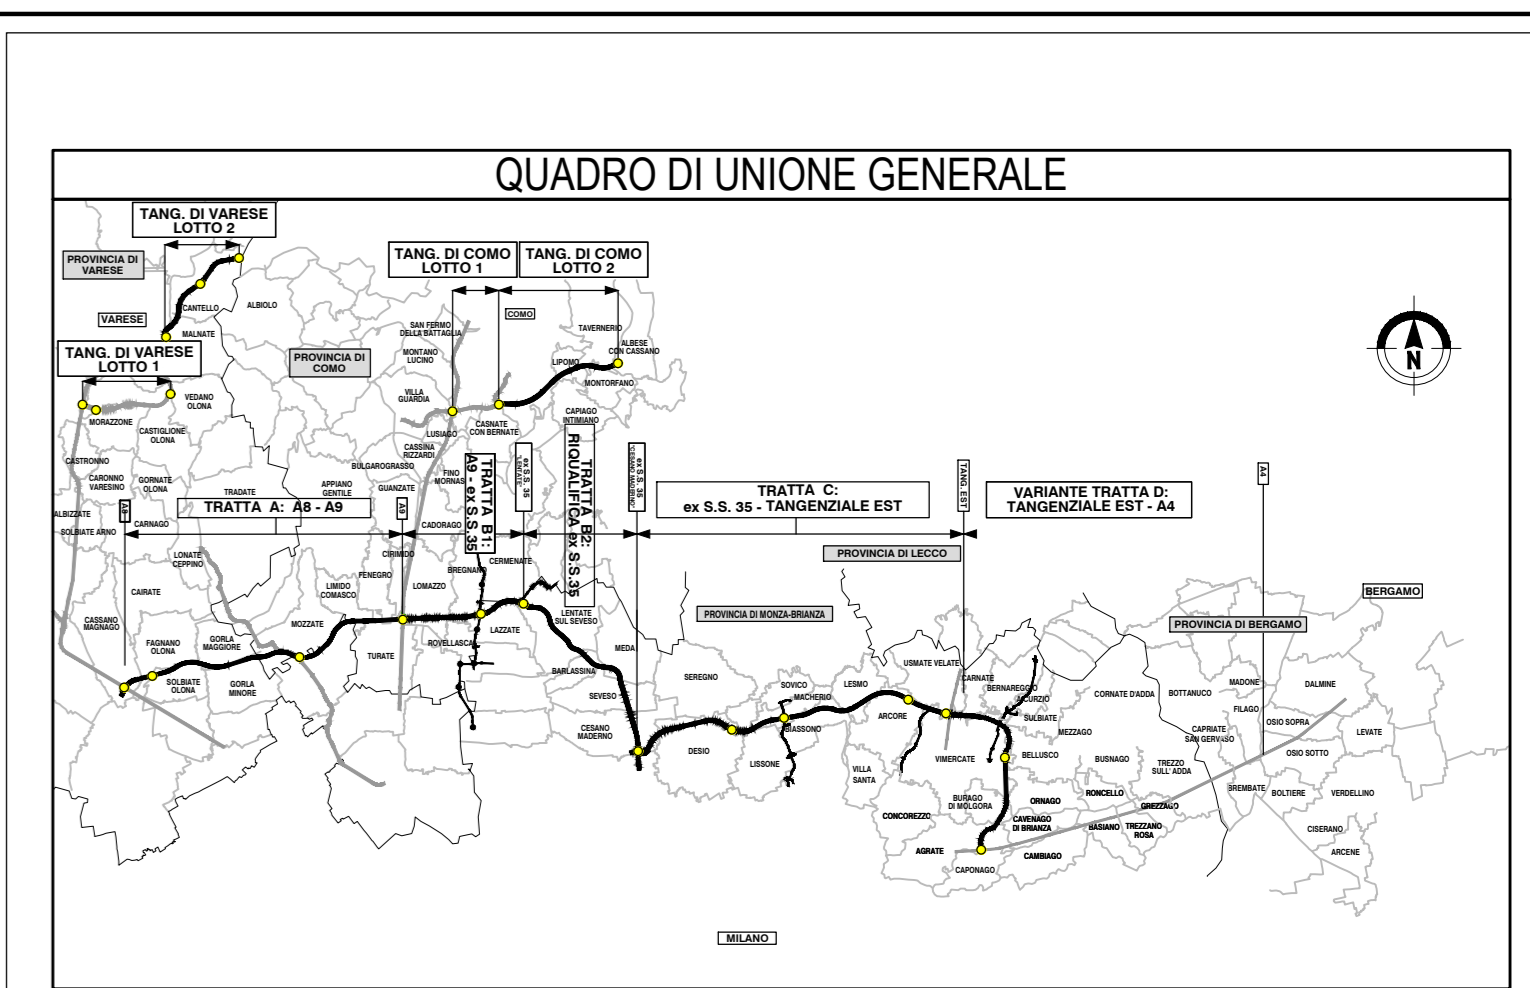 QUADRO DI UNIONE GENERALE
TANG. DI VARESE
LOTTO 2
PROVINCIA DI
VARESE
CANTELLO
ALBIOLO
VARESE
MALNATE
TANG. DI VARESE
LOTTO 1
VEDANO
OLONA
MORAZZONE
CASTIGLIONE
OLONA
CASTRONNO
CARONNO
VARESINO
GORNATE
OLONA
TRADATE
ALBIZZATE
SOLBIATE ARNO
CARNAGO
A8
TRATTA A: A8 - A9
PROVINCIA DI
COMO
TANG. DI COMO
LOTTO 1
TANG. DI COMO
LOTTO 2
COMO
SAN FERMO
DELLA BATTAGLIA
MONTANO
LUCINO
VILLA
GUARDIA
TAVERNERIO
ALBESE
CON CASSANO
LIPOMO
MONTORFANO
CAPIAGO
INTIMIANO
CASNATE
CON BERNATE
LUSIAGO
CASSINA
RIZZARDI
BULGAROGRASSO
FINO
MORNAS
APPIANO
GENTILE
GUANZATE
A9
CADORAGO
TRATTA B1:
A9 - ex S.S.35
ex S.S. 35
"LENTATE"
TRATTA B2:
RIQUALIFICA ex S.S.35
ex S.S. 35
"CESANO MADERNO"
TRATTA C:
ex S.S. 35 - TANGENZIALE EST
TANG. EST
VARIANTE TRATTA D:
TANGENZIALE EST - A4
A4
N
LONATE
CEPPINO
CIRIMIDO
FENEGRO
LIMIDO
COMASCO
LOMAZZO
BREGNANO
CERMENATE
PROVINCIA DI LECCO
PROVINCIA DI MONZA-BRIANZA
BERGAMO
PROVINCIA DI BERGAMO
CAIRATE
CASSANO
MAGNAGO
MOZZATE
GORLA
MAGGIORE
FAGNANO
OLONA
SOLBIATE
OLONA
GORLA
MINORE
TURATE
ROVELLASCA
LAZZATE
LENTATE
SUL SEVESO
MEDA
BARLASSINA
SEVESO
CESANO
MADERNO
SEREGNO
DESIO
SOVICO
MACHERIO
BIASSONO
LISSONE
LESMO
ARCORE
USMATE VELATE
CARNATE
BERNAREGGIO
AICURZIO
SULBIATE
MEZZAGO
CORNATE D'ADDA
BOTTANUCO
MADONE
FILAGO
DALMINE
OSIO SOPRA
CAPRIATE
SAN GERVASO
LEVATE
OSIO SOTTO
VIMERCATE
BELLUSCO
BUSNAGO
TREZZO
SULL' ADDA
VILLA
SANTA
BURAGO
DI MOLGORA
ORNAGO
RONCELLO
GREZZAGO
BREMBATE
BOLTIERE
VERDELLINO
CONCOREZZO
CAVENAGO
DI BRIANZA
BASIANO
TREZZANO
ROSA
CISERANO
ARCENE
AGRATE
CAMBIAGO
CAPONAGO
MILANO